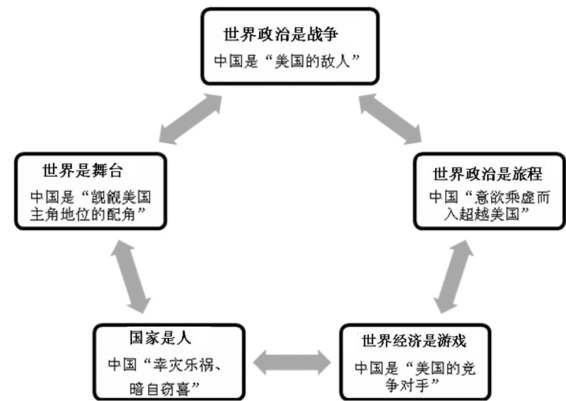 世界政治是战争
中国是“美国的敌人”
世界是舞台
中国是“觊觎美国
主角地位的配角”
世界政治是旅程
中国“意欲乘虚而
入超越美国”
国家是人
中国“幸灾乐祸、
暗自窃喜”
世界经济是游戏
中国是“美国的竞
争对手”